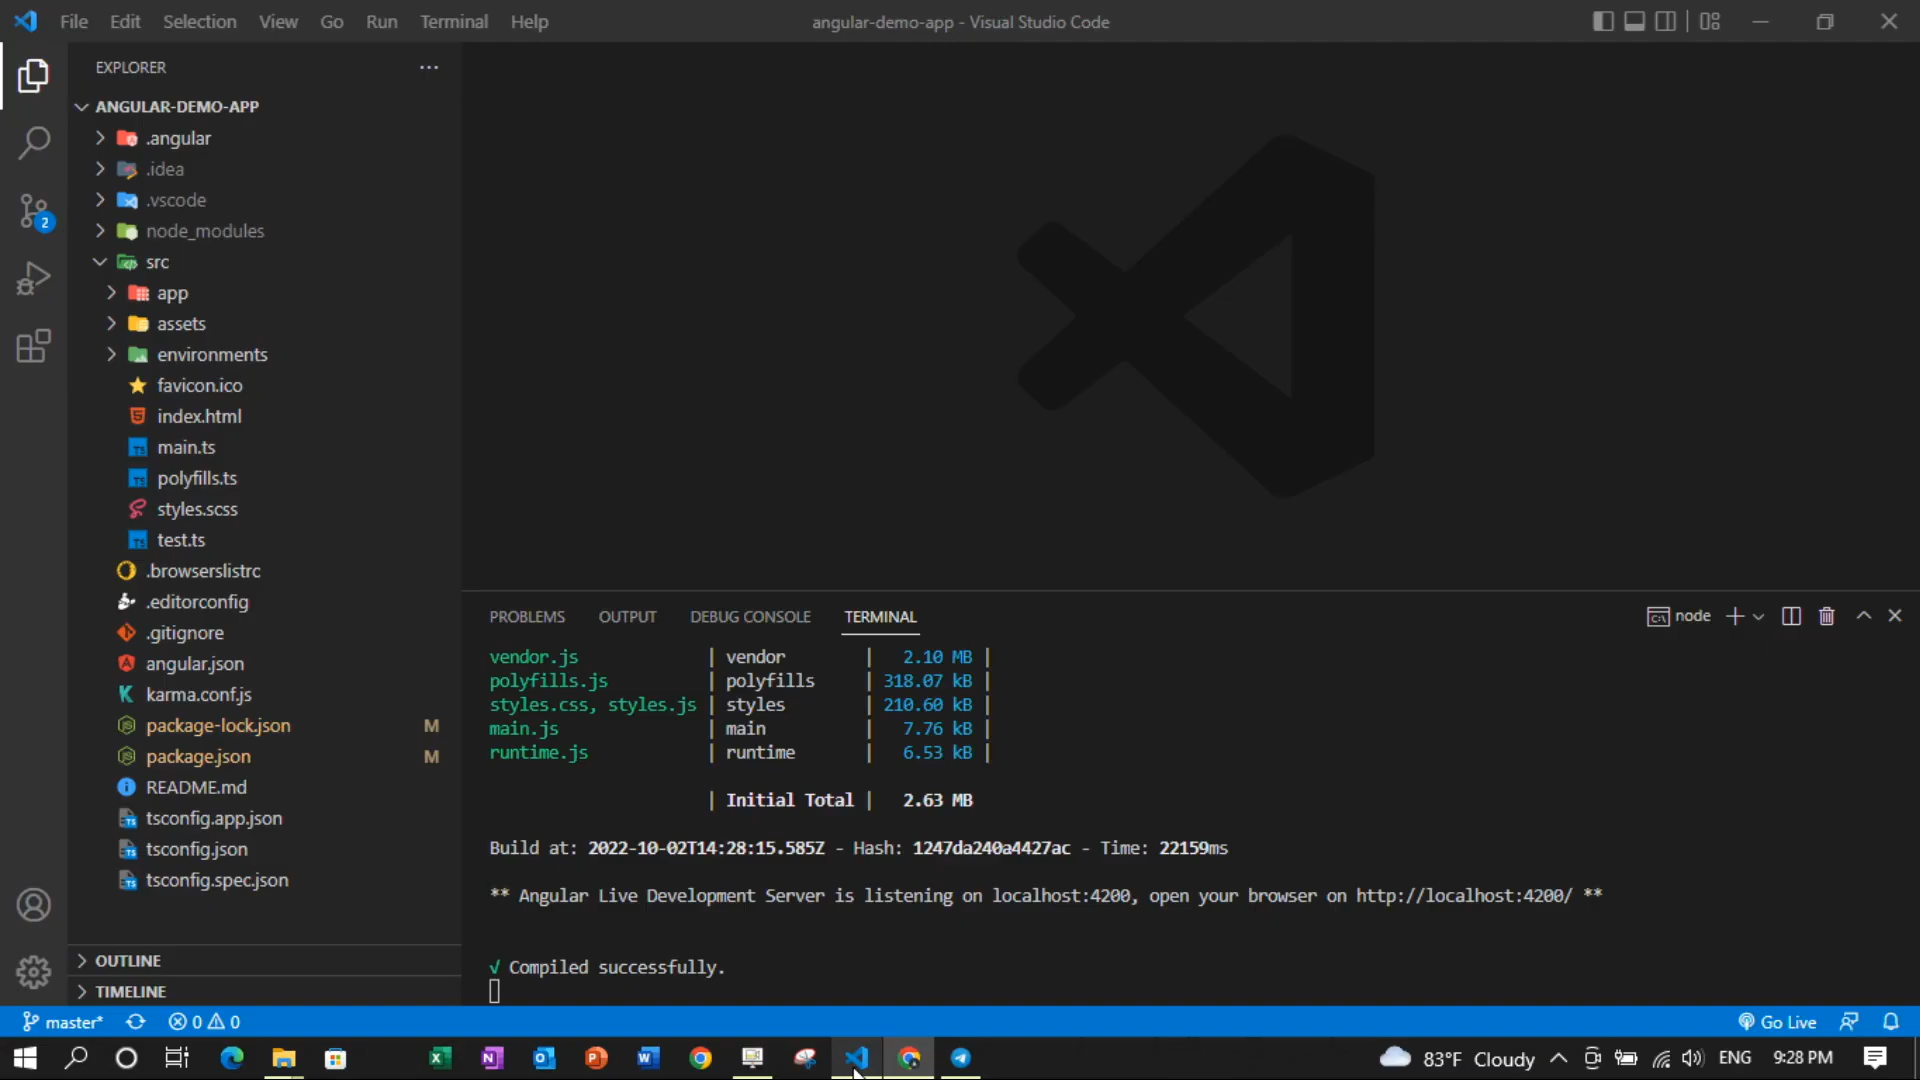 File Edit Selection View Go Run Terminal Help
angular-demo-app - Visual Studio Code
EXPLORER
ANGULAR-DEMO-APP
.angular
.idea
.vscode
node_modules
src
app
assets
environments
favicon.ico
index.html
main.ts
polyfills.ts
styles.scss
test.ts
.browserslistrc
.editorconfig
.gitignore
angular.json
karma.conf.js
package-lock.json M
package.json M
README.md
tsconfig.app.json
tsconfig.json
tsconfig.spec.json
OUTLINE
TIMELINE
2
PROBLEMS OUTPUT DEBUG CONSOLE TERMINAL
node
vendor.js | vendor | 2.10 MB |
polyfills.js | polyfills | 318.07 kB |
styles.css, styles.js | styles | 210.60 kB |
main.js | main | 7.76 kB |
runtime.js | runtime | 6.53 kB |
| Initial Total | 2.63 MB
Build at: 2022-10-02T14:28:15.585Z - Hash: 1247da240a4427ac - Time: 22159ms
** Angular Live Development Server is listening on localhost:4200, open your browser on http://localhost:4200/ **
√ Compiled successfully.
master* 0 0 Go Live
83°F Cloudy ENG 9:28 PM